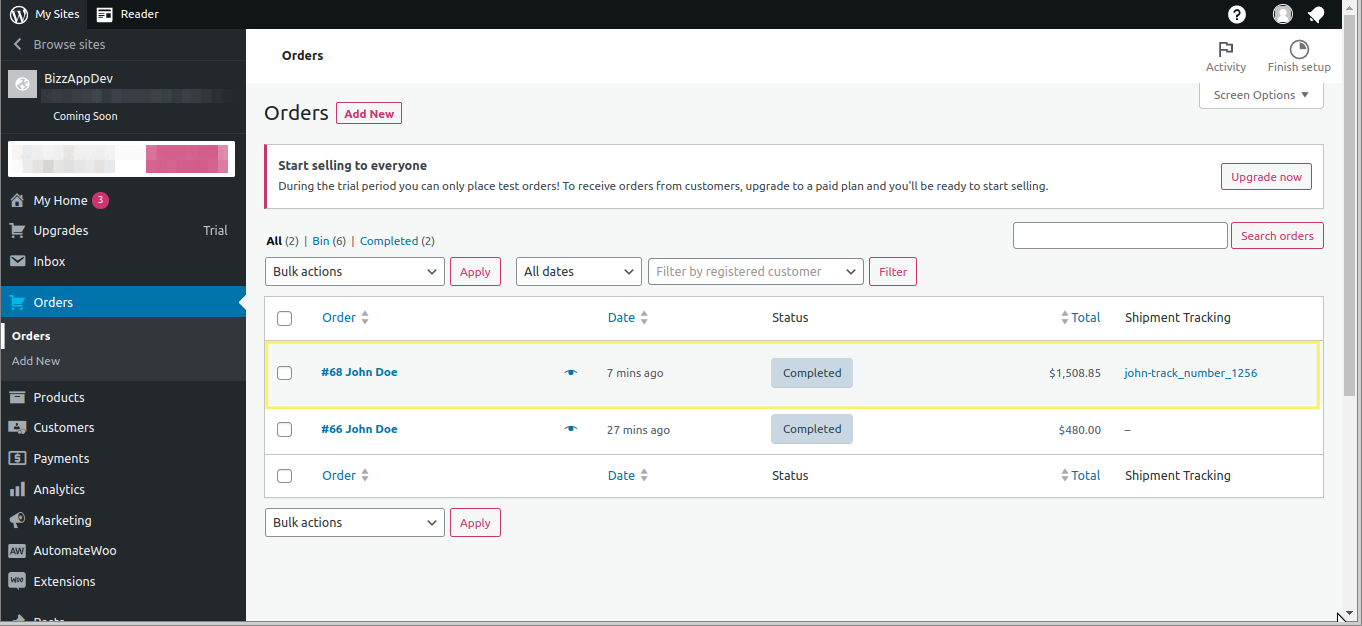 My Sites Reader
Browse sites
BizzAppDev
Coming Soon
My Home 3
Upgrades Trial
Inbox
Orders
Orders
Add New
Products
Customers
Payments
Analytics
Marketing
AW AutomateWoo
Woo Extensions
Orders
Activity
Finish setup
Screen Options
Orders Add New
Start selling to everyone
During the trial period you can only place test orders! To receive orders from customers, upgrade to a paid plan and you'll be ready to start selling.
Upgrade now
All (2) | Bin (6) | Completed (2)
Search orders
Bulk actions Apply All dates Filter by registered customer Filter
Order Date Status Total Shipment Tracking
#68 John Doe 7 mins ago Completed $1,508.85 john-track_number_1256
#66 John Doe 27 mins ago Completed $480.00 –
Order Date Status Total Shipment Tracking
Bulk actions Apply